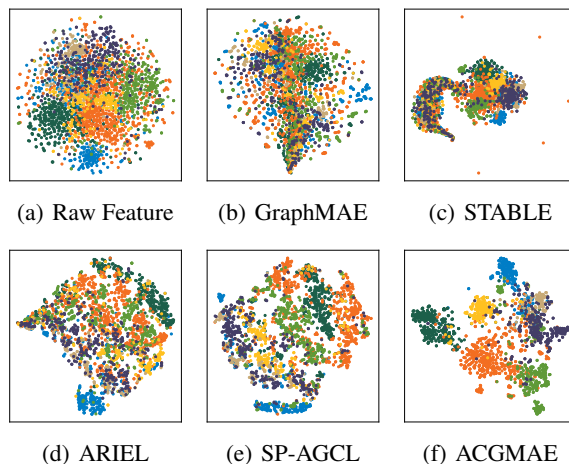 (a) Raw Feature
(b) GraphMAE
(c) STABLE
(d) ARIEL
(e) SP-AGCL
(f) ACGMAE